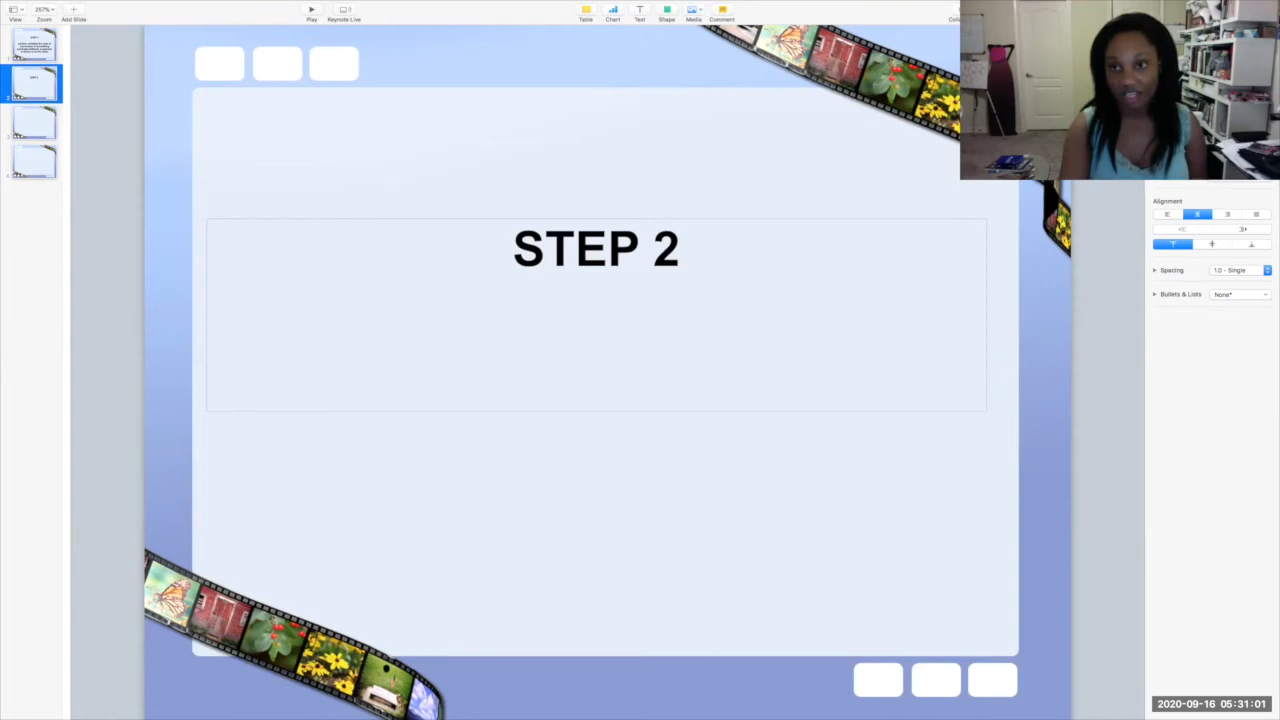 257%
View Zoom Add Slide
Play Keynote Live
Table Chart Text Shape Media Comment
STEP 2
Alignment
Spacing 1.0 - Single
Bullets & Lists None*
2020-09-16 05:31:01